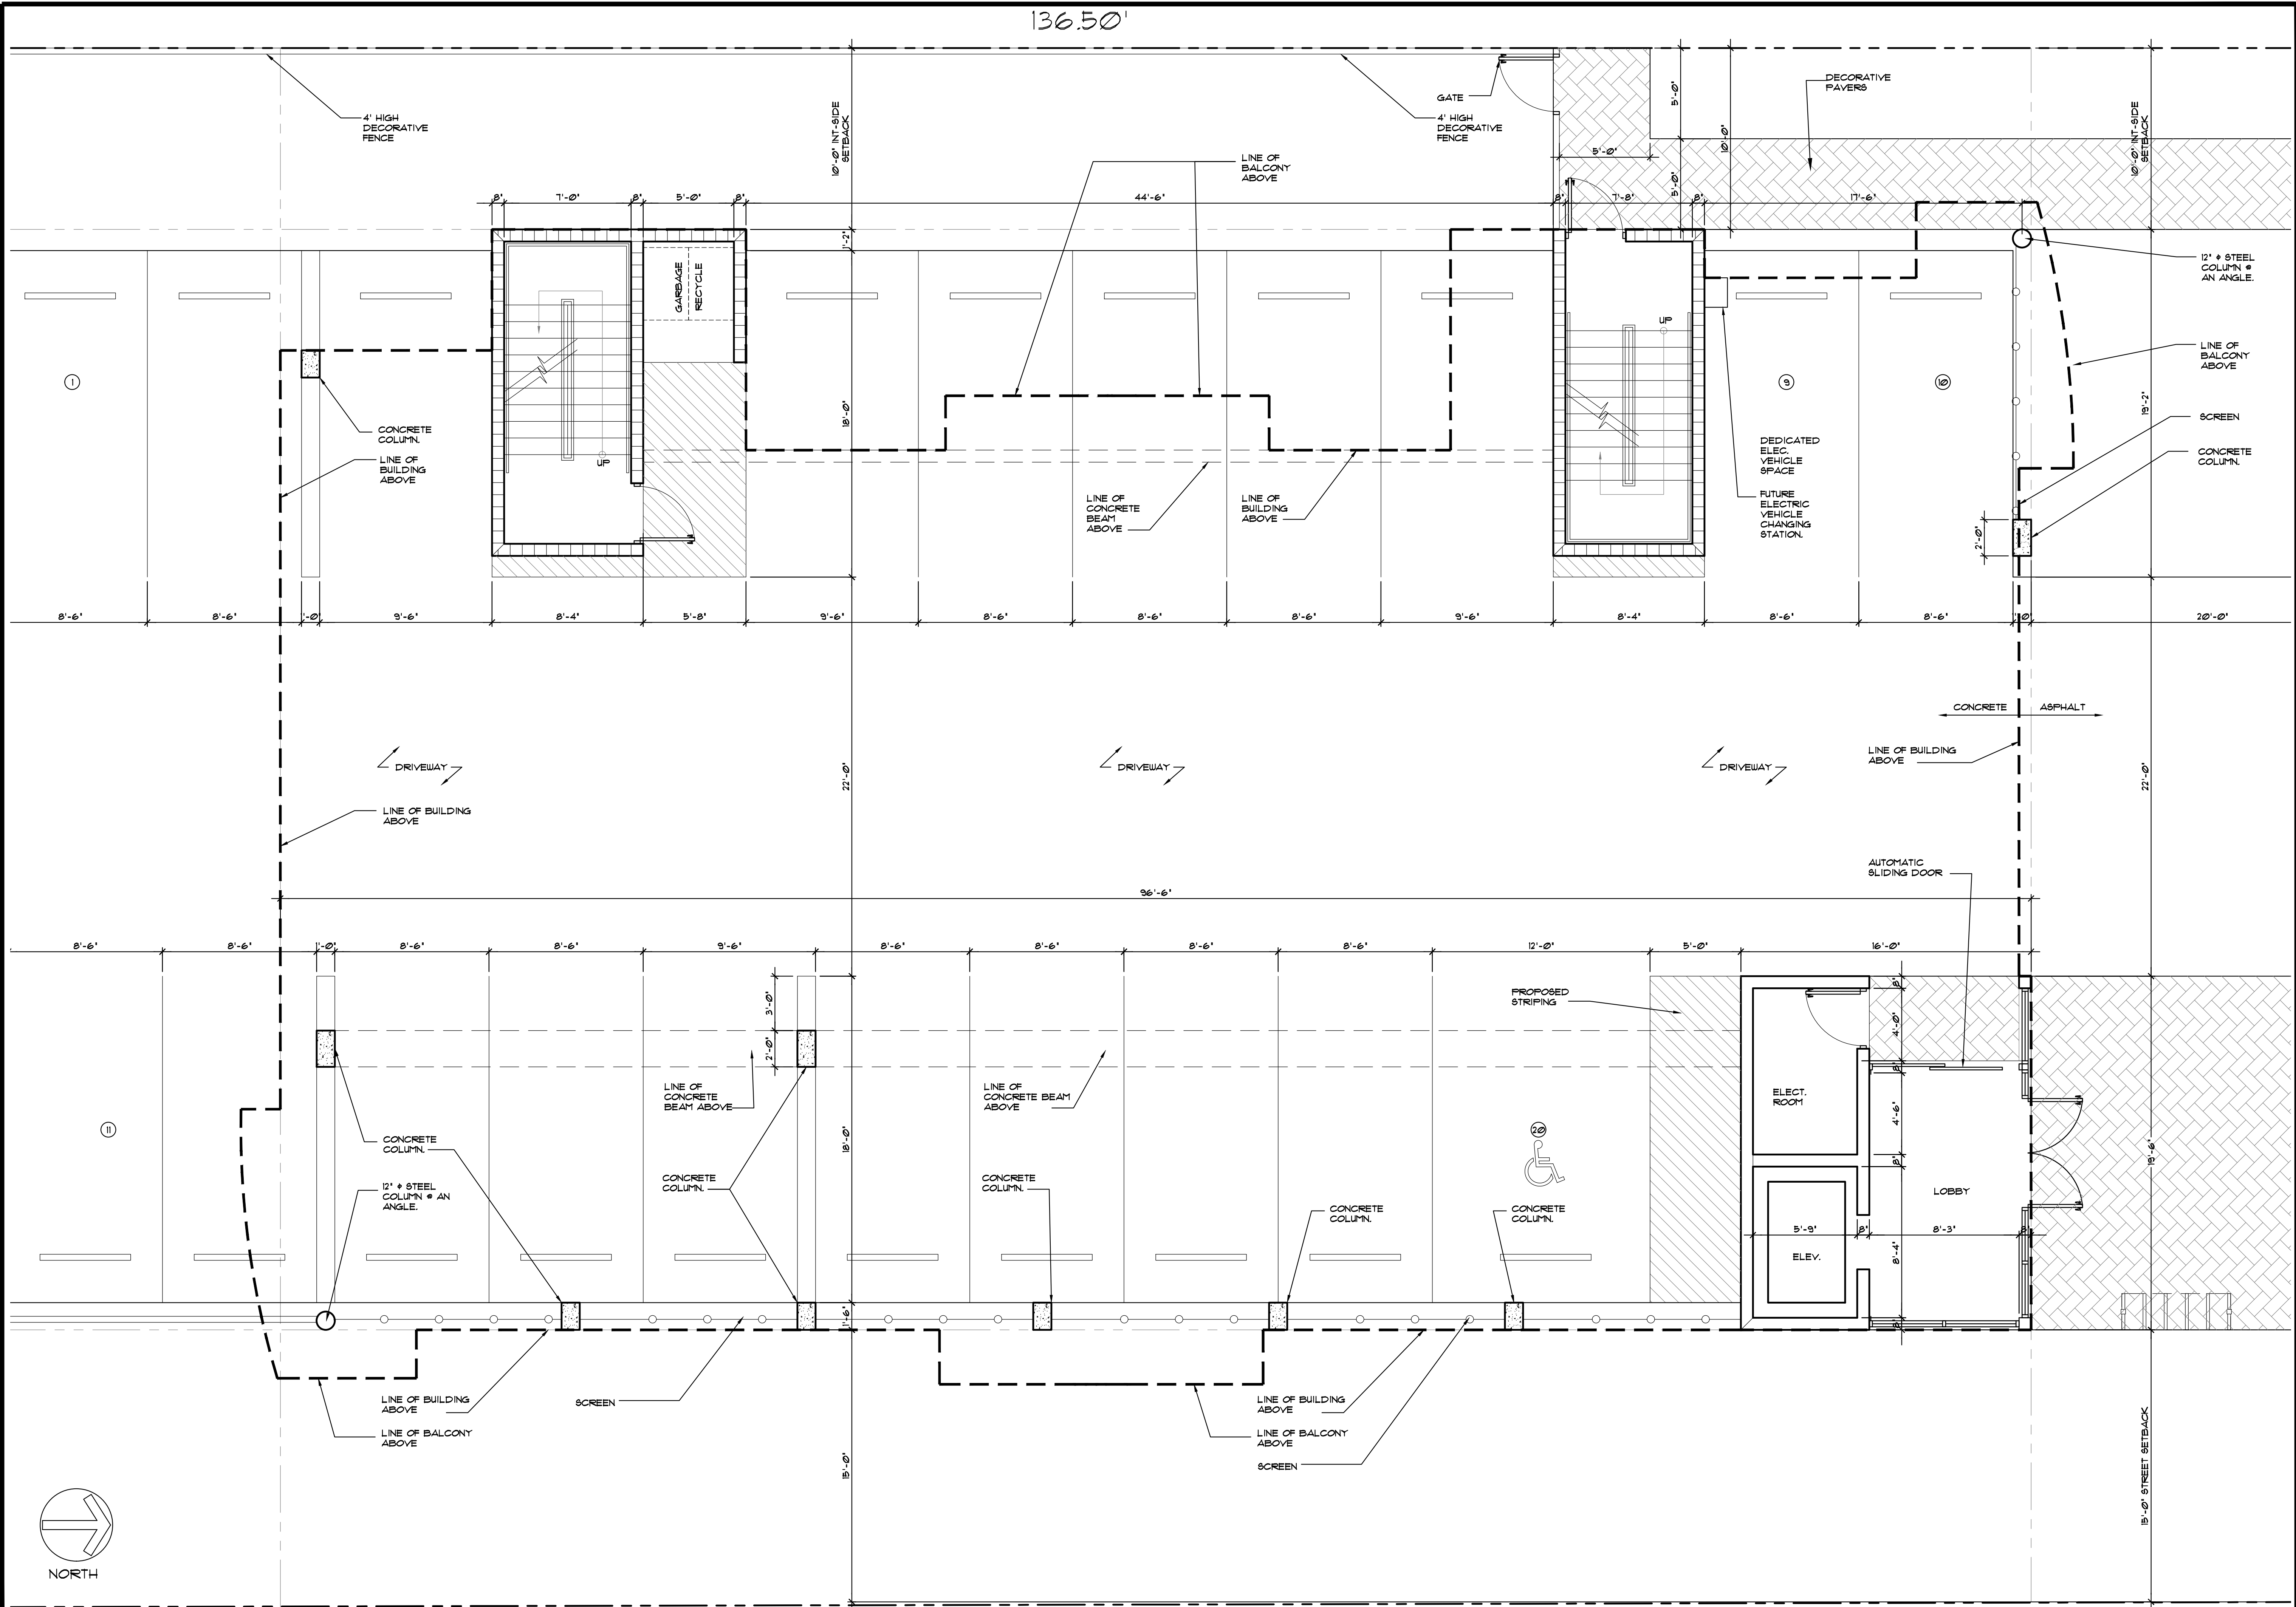 136.50'
4' HIGH
DECORATIVE
FENCE
10'-0" INT-SIDE
SETBACK
GATE
4' HIGH
DECORATIVE
FENCE
5'-0"
10'-0"
DECORATIVE
PAVERS
10'-0" INT-SIDE
SETBACK
LINE OF
BALCONY
ABOVE
5'-0"
5'-0"
8"
7'-0"
8"
5'-0"
8"
44'-6"
8"
7'-8"
8"
17'-6"
1'-2"
GARBAGE
RECYCLE
12" ⌀ STEEL
COLUMN @
AN ANGLE.
UP
LINE OF
BALCONY
ABOVE
1
9
10
18'-0"
19'-2"
SCREEN
CONCRETE
COLUMN.
CONCRETE
COLUMN.
LINE OF
BUILDING
ABOVE
UP
DEDICATED
ELEC.
VEHICLE
SPACE
FUTURE
ELECTRIC
VEHICLE
CHANGING
STATION.
LINE OF
CONCRETE
BEAM
ABOVE
LINE OF
BUILDING
ABOVE
2'-0"
8'-6"
8'-6"
1'-0"
9'-6"
8'-4"
5'-8"
9'-6"
8'-6"
8'-6"
8'-6"
9'-6"
8'-4"
8'-6"
8'-6"
1'-0"
20'-0"
CONCRETE
ASPHALT
DRIVEWAY
DRIVEWAY
DRIVEWAY
LINE OF BUILDING
ABOVE
22'-0"
22'-0"
LINE OF BUILDING
ABOVE
AUTOMATIC
SLIDING DOOR
96'-6"
8'-6"
8'-6"
1'-0"
8'-6"
8'-6"
9'-6"
8'-6"
8'-6"
8'-6"
8'-6"
12'-0"
5'-0"
16'-0"
3'-0"
2'-0"
PROPOSED
STRIPING
8"
4'-0"
8"
LINE OF
CONCRETE
BEAM ABOVE
LINE OF
CONCRETE BEAM
ABOVE
ELECT.
ROOM
4'-6"
11
20
18'-0"
19'-6"
CONCRETE
COLUMN.
8"
CONCRETE
COLUMN.
CONCRETE
COLUMN.
12" ⌀ STEEL
COLUMN @ AN
ANGLE.
LOBBY
CONCRETE
COLUMN.
CONCRETE
COLUMN.
5'-9"
8"
8'-3"
8"
8'-4"
ELEV.
1'-6"
8"
LINE OF BUILDING
ABOVE
SCREEN
LINE OF BUILDING
ABOVE
LINE OF BALCONY
ABOVE
LINE OF BALCONY
ABOVE
SCREEN
15'-0"
15'-0" STREET SETBACK
NORTH